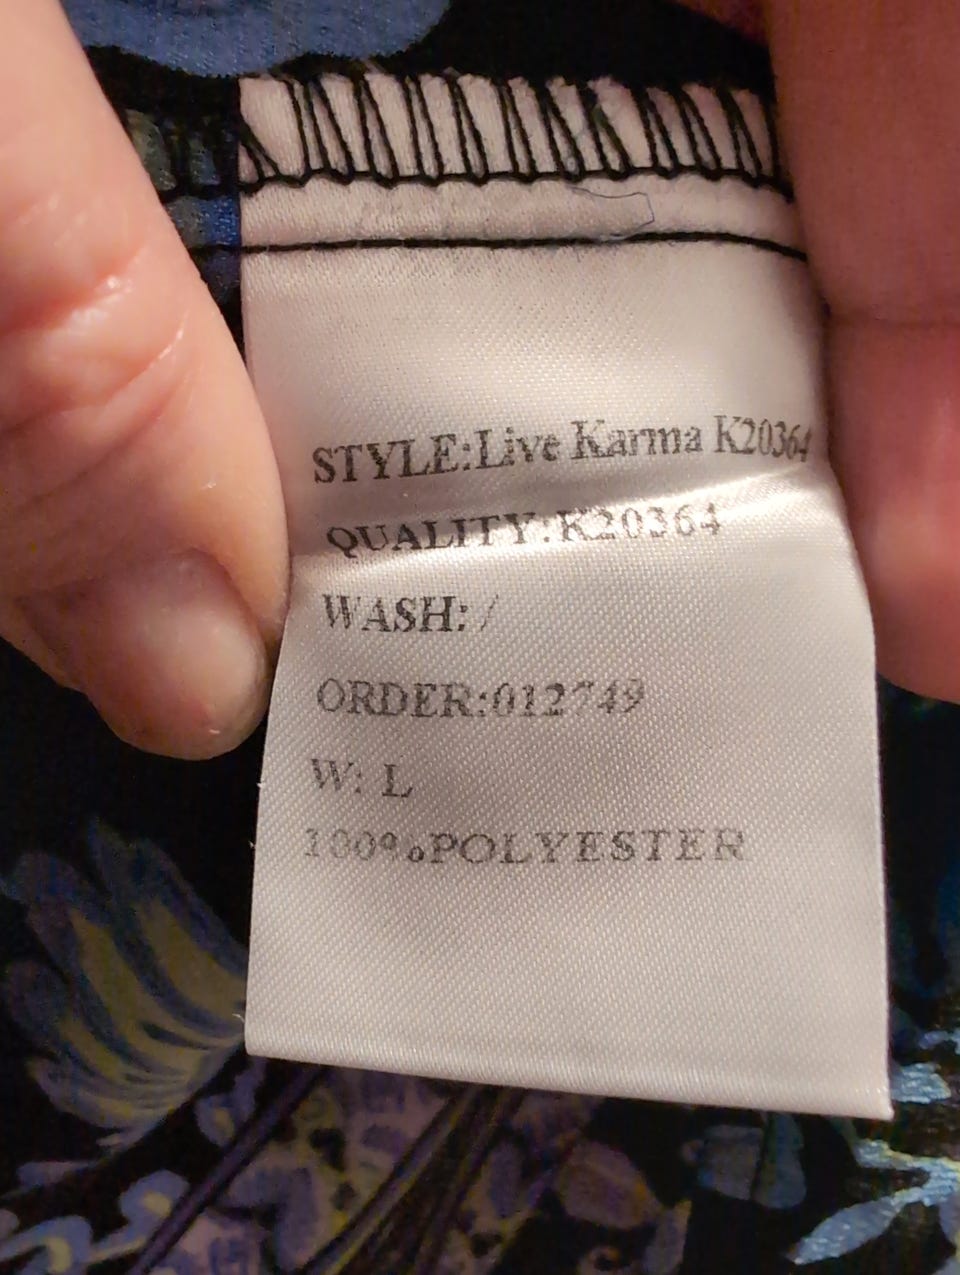 STYLE:Live Karma K20364
QUALITY:K20364
WASH: /
ORDER:012749
W: L
100%POLYESTER